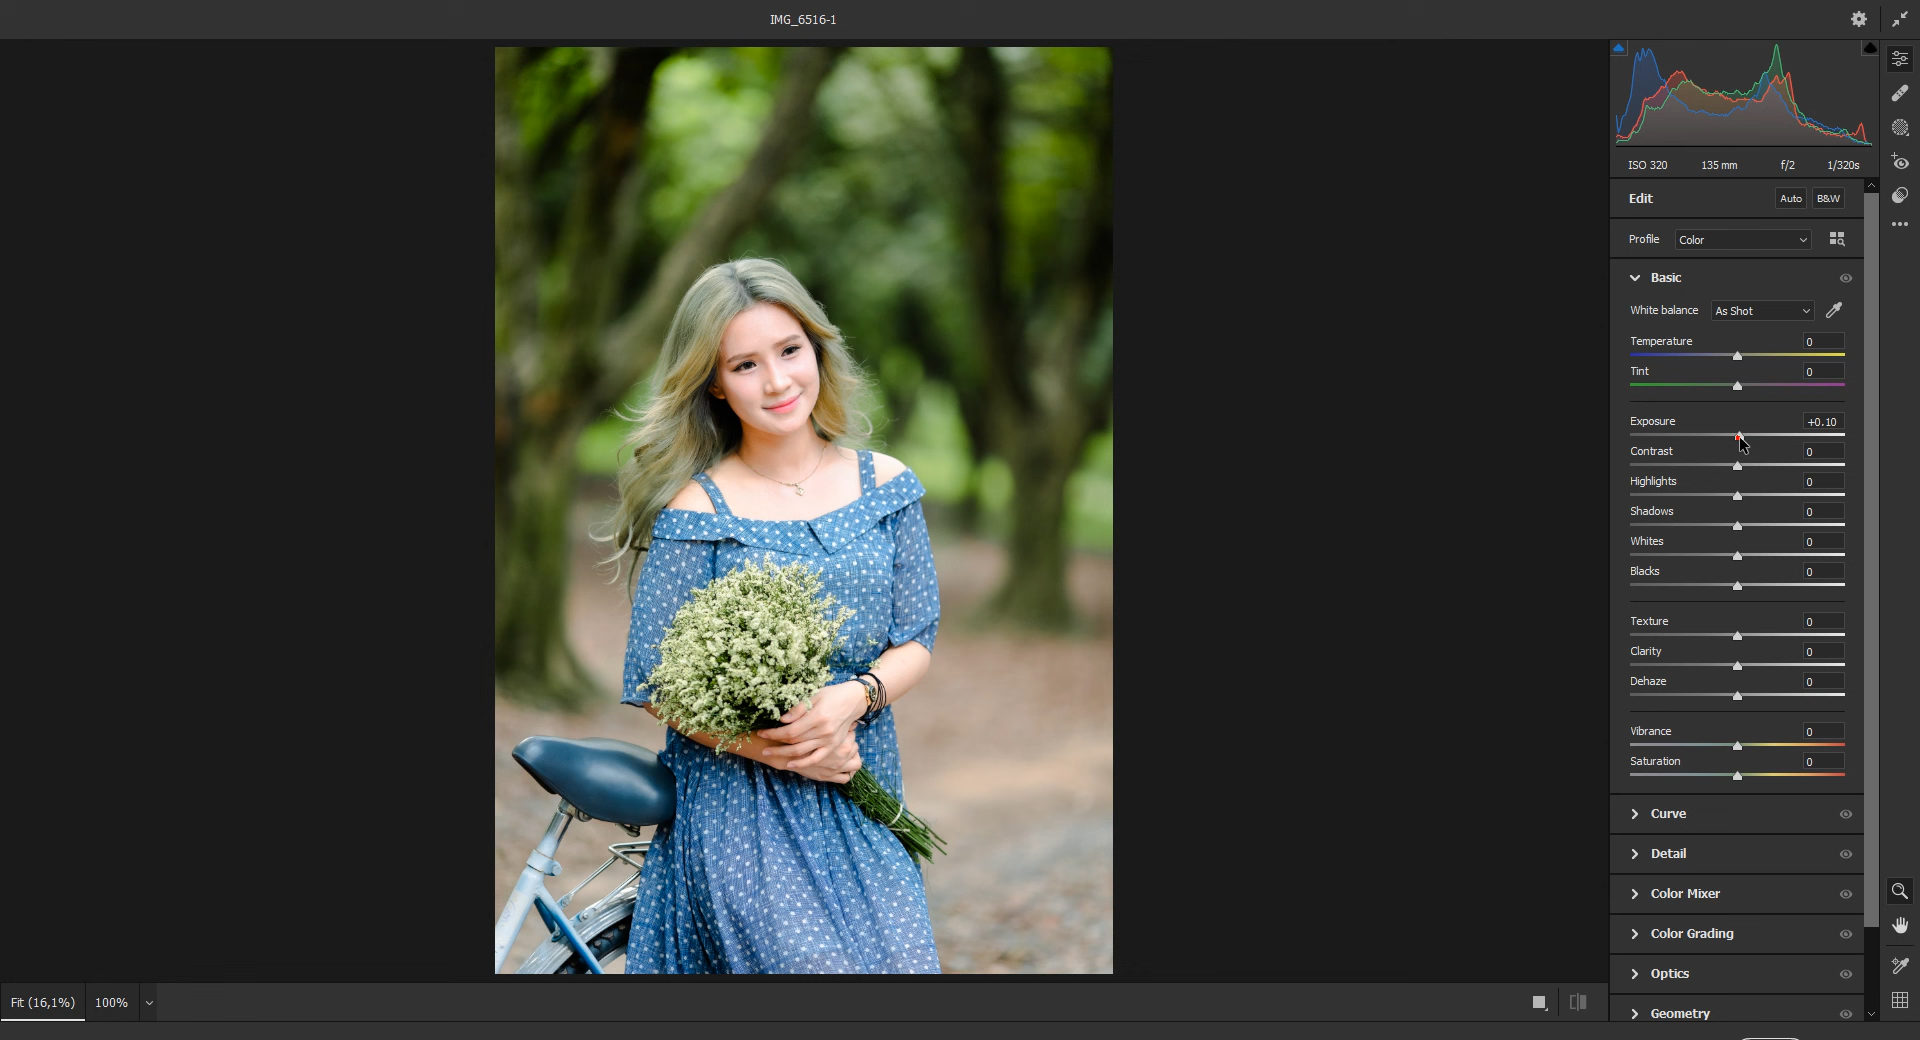 IMG_6516-1
ISO 320 135 mm f/2 1/320s
Edit Auto B&W
Profile Color
Basic
White balance As Shot
Temperature 0
Tint 0
Exposure +0.10
Contrast 0
Highlights 0
Shadows 0
Whites 0
Blacks 0
Texture 0
Clarity 0
Dehaze 0
Vibrance 0
Saturation 0
Curve
Detail
Color Mixer
Color Grading
Optics
Geometry
Fit (16,1%) 100%